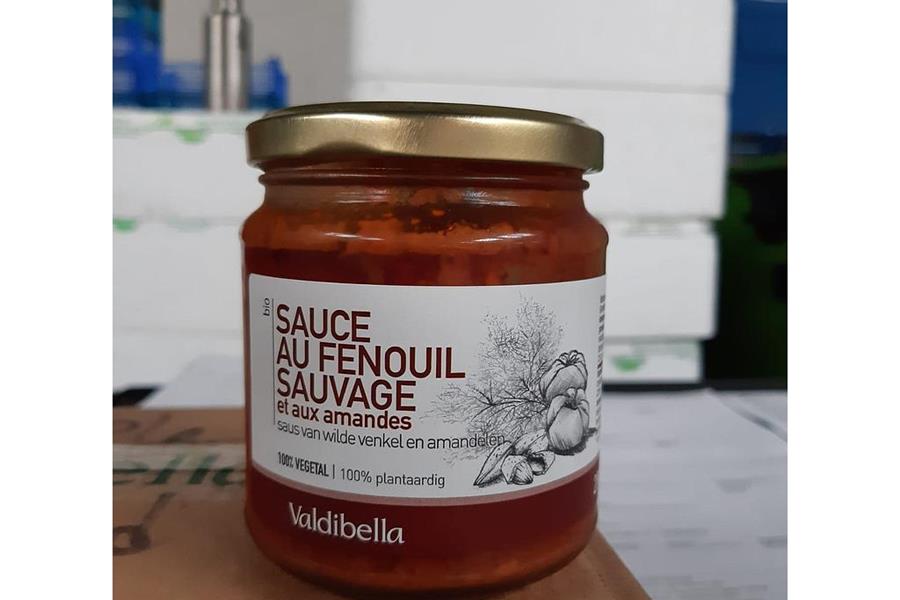 bio
SAUCE
AU FENOUIL
SAUVAGE
et aux amandes
saus van wilde venkel en amandelen
100% VEGETAL | 100% plantaardig
Valdibella